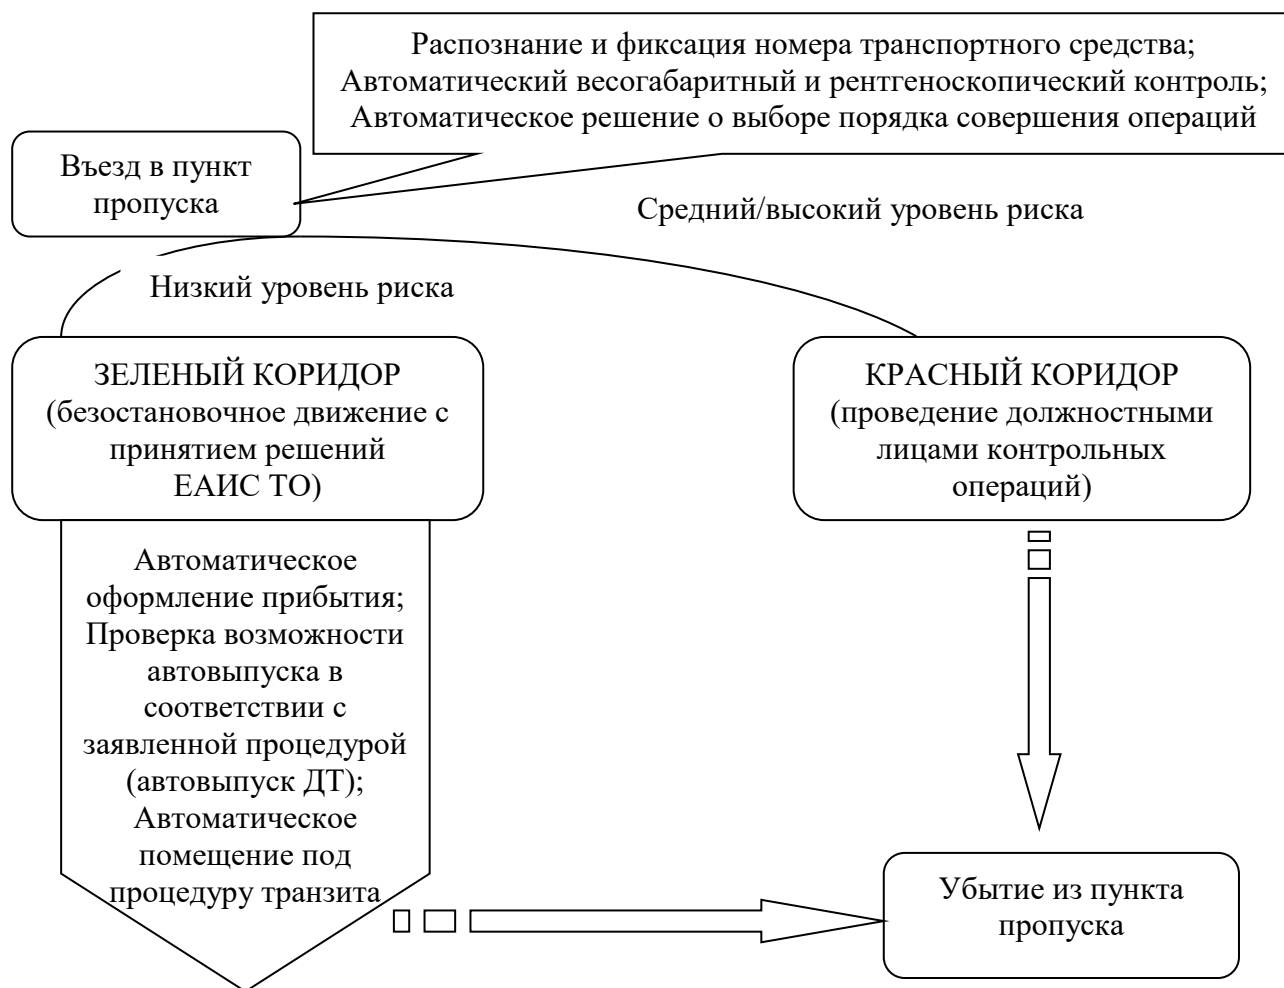 Распознание и фиксация номера транспортного средства;
Автоматический весогабаритный и рентгеноскопический контроль;
Автоматическое решение о выборе порядка совершения операций
Въезд в пункт
пропуска
Средний/высокий уровень риска
Низкий уровень риска
ЗЕЛЕНЫЙ КОРИДОР
(безостановочное движение с
принятием решений
ЕАИС ТО)
КРАСНЫЙ КОРИДОР
(проведение должностными
лицами контрольных
операций)
Автоматическое
оформление прибытия;
Проверка возможности
автовыпуска в
соответствии с
заявленной процедурой
(автовыпуск ДТ);
Автоматическое
помещение под
процедуру транзита
Убытие из пункта
пропуска